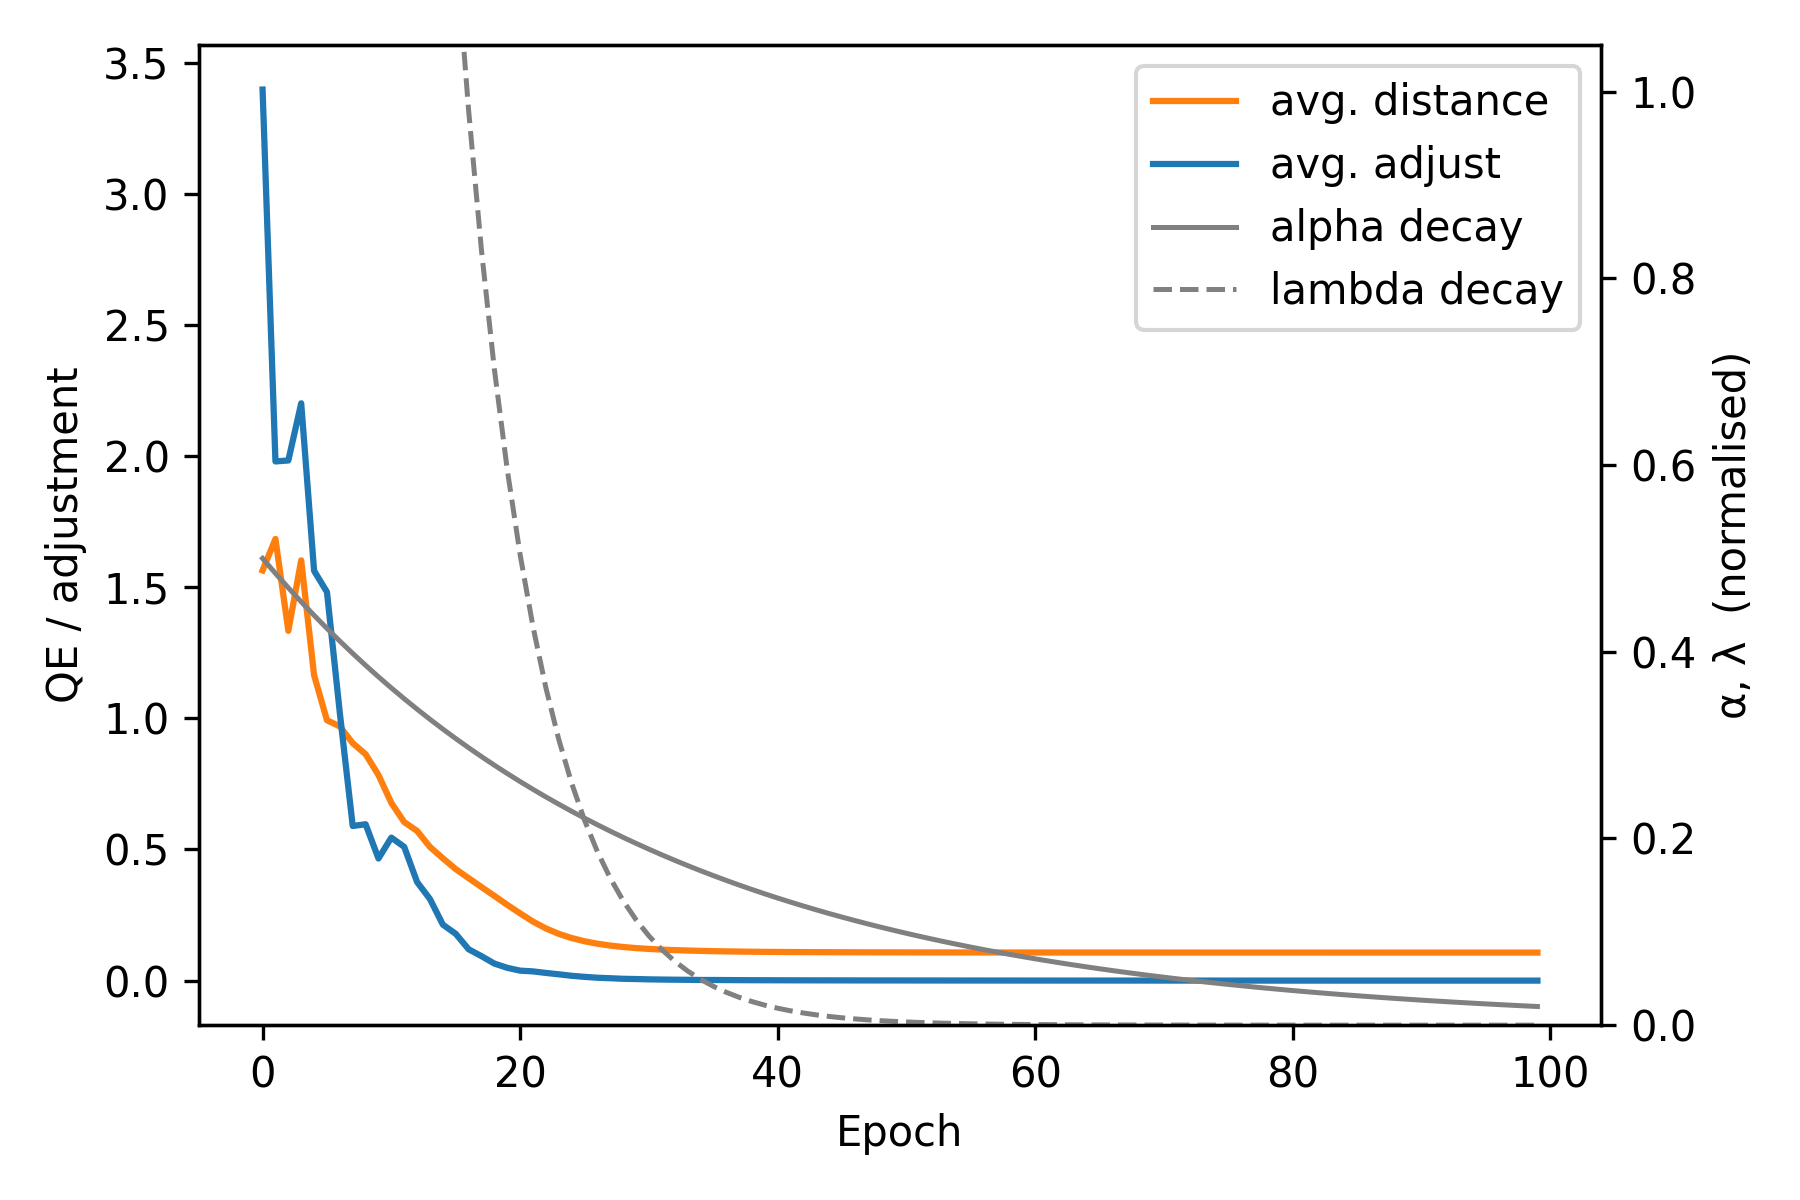 3.5
3.0
2.5
2.0
1.5
1.0
0.5
0.0
QE / adjustment
0
20
40
60
80
100
Epoch
1.0
0.8
0.6
0.4
0.2
0.0
α, λ (normalised)
avg. distance
avg. adjust
alpha decay
lambda decay